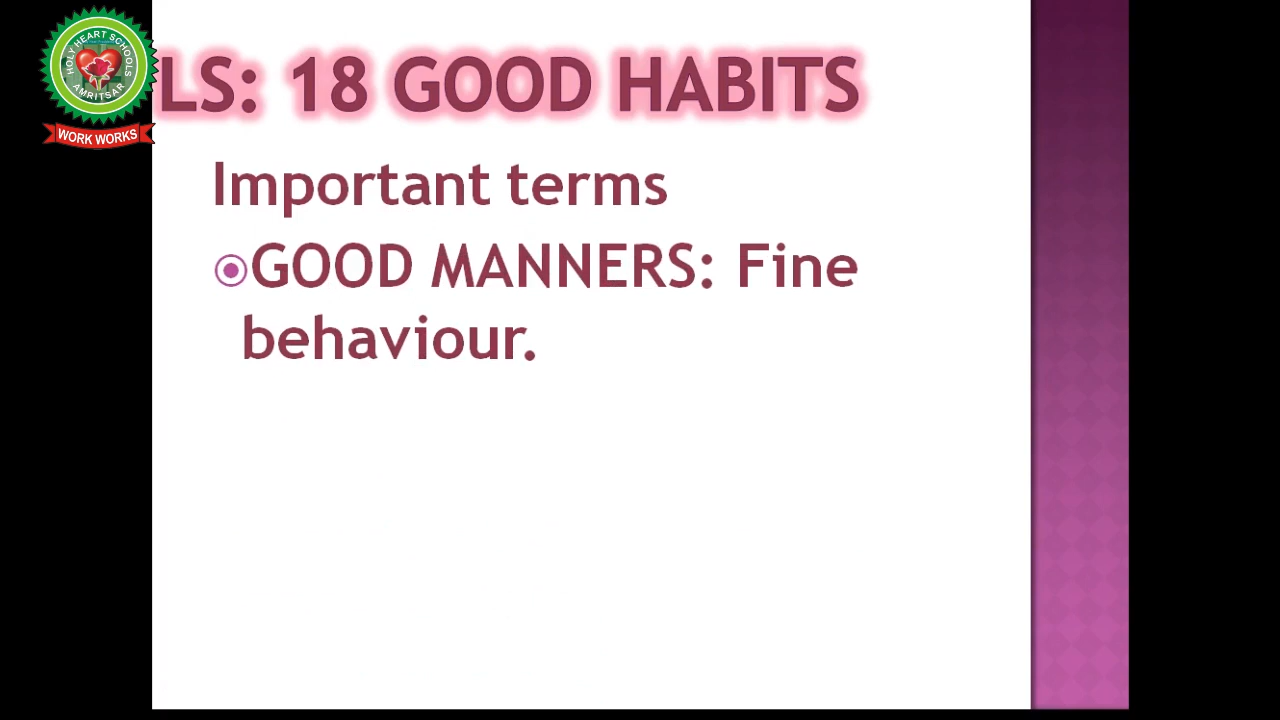 HOLY HEART SCHOOLS
AMRITSAR
WORK WORKS
LS: 18 GOOD HABITS
Important terms
GOOD MANNERS: Fine
behaviour.